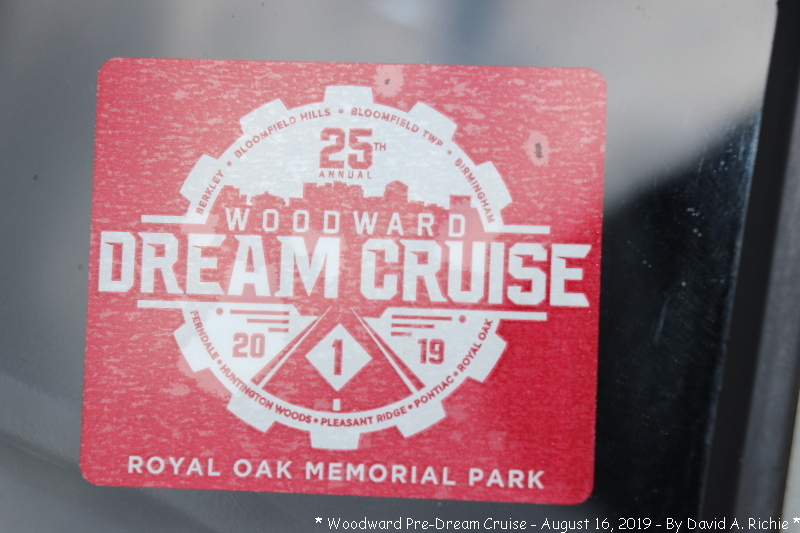 BERKLEY • BLOOMFIELD HILLS • BLOOMFIELD TWP • BIRMINGHAM
25TH
ANNUAL
WOODWARD
DREAM CRUISE
20 1 19
FERNDALE • HUNTINGTON WOODS • PLEASANT RIDGE • PONTIAC • ROYAL OAK
ROYAL OAK MEMORIAL PARK
* Woodward Pre-Dream Cruise - August 16, 2019 - By David A. Richie *